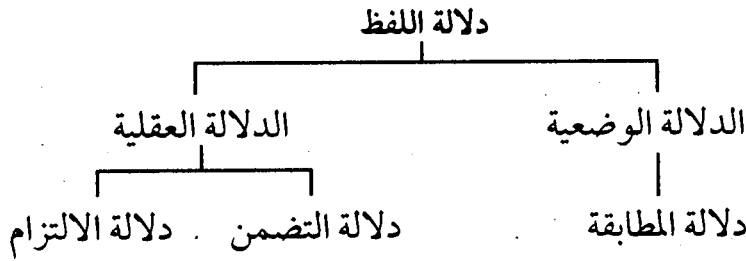 دلالة اللفظ
الدلالة الوضعية الدلالة العقلية
دلالة المطابقة دلالة التضمن . دلالة الالتزام